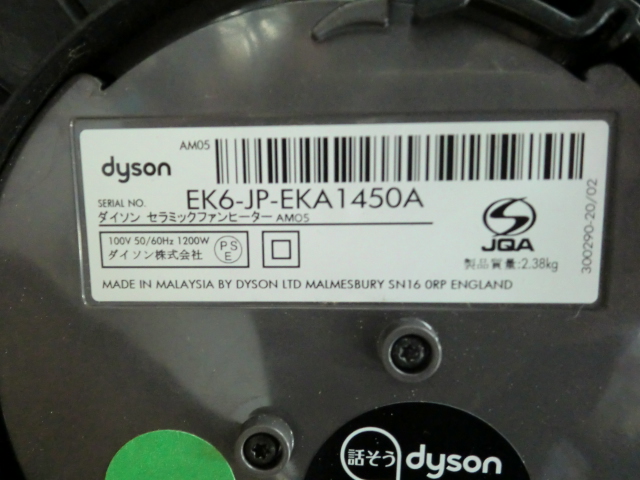 AM05
dyson
SERIAL NO. EK6-JP-EKA1450A
ダイソン セラミックファンヒーター AM05
100V 50/60Hz 1200W
PSE
ダイソン株式会社
JQA
製品質量:2.38kg
300290-20/02
MADE IN MALAYSIA BY DYSON LTD MALMESBURY SN16 0RP ENGLAND
話そう dyson